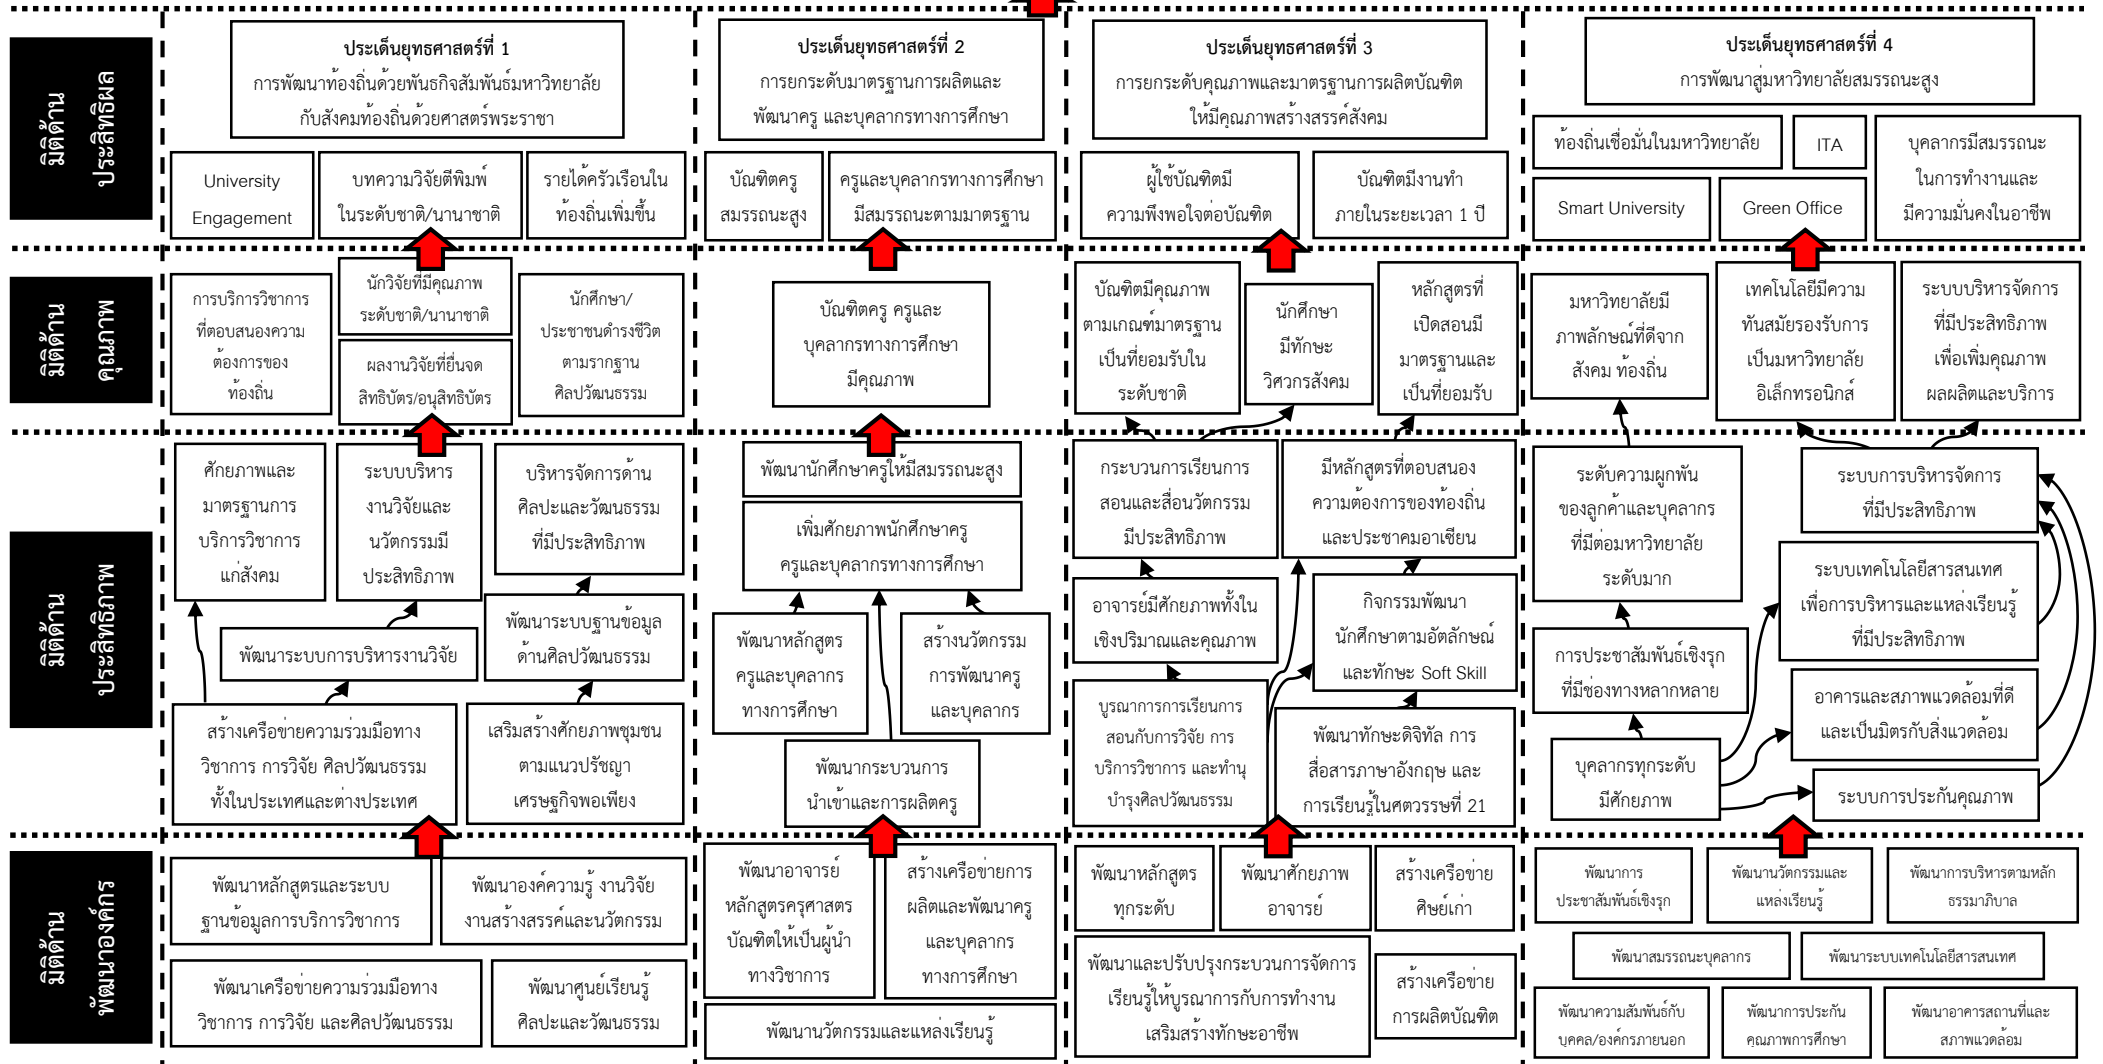 มิติด้าน
ประสิทธิผล
ประเด็นยุทธศาสตร์ที่ 1
การพัฒนาท้องถิ่นด้วยพันธกิจสัมพันธ์มหาวิทยาลัย
กับสังคมท้องถิ่นด้วยศาสตร์พระราชา
University
Engagement
บทความวิจัยตีพิมพ์
ในระดับชาติ/นานาชาติ
รายได้ครัวเรือนใน
ท้องถิ่นเพิ่มขึ้น
ประเด็นยุทธศาสตร์ที่ 2
การยกระดับมาตรฐานการผลิตและ
พัฒนาครู และบุคลากรทางการศึกษา
บัณฑิตครู
สมรรถนะสูง
ครูและบุคลากรทางการศึกษา
มีสมรรถนะตามมาตรฐาน
ประเด็นยุทธศาสตร์ที่ 3
การยกระดับคุณภาพและมาตรฐานการผลิตบัณฑิต
ให้มีคุณภาพสร้างสรรค์สังคม
ผู้ใช้บัณฑิตมี
ความพึงพอใจต่อบัณฑิต
บัณฑิตมีงานทำ
ภายในระยะเวลา 1 ปี
ประเด็นยุทธศาสตร์ที่ 4
การพัฒนาสู่มหาวิทยาลัยสมรรถนะสูง
ท้องถิ่นเชื่อมั่นในมหาวิทยาลัย
ITA
Smart University
Green Office
บุคลากรมีสมรรถนะ
ในการทำงานและ
มีความมั่นคงในอาชีพ
มิติด้าน
คุณภาพ
การบริการวิชาการ
ที่ตอบสนองความ
ต้องการของ
ท้องถิ่น
นักวิจัยที่มีคุณภาพ
ระดับชาติ/นานาชาติ
ผลงานวิจัยที่ยื่นจด
สิทธิบัตร/อนุสิทธิบัตร
นักศึกษา/
ประชาชนดำรงชีวิต
ตามรากฐาน
ศิลปวัฒนธรรม
บัณฑิตครู ครูและ
บุคลากรทางการศึกษา
มีคุณภาพ
บัณฑิตมีคุณภาพ
ตามเกณฑ์มาตรฐาน
เป็นที่ยอมรับใน
ระดับชาติ
นักศึกษา
มีทักษะ
วิศวกรสังคม
หลักสูตรที่
เปิดสอนมี
มาตรฐานและ
เป็นที่ยอมรับ
มหาวิทยาลัยมี
ภาพลักษณ์ที่ดีจาก
สังคม ท้องถิ่น
เทคโนโลยีมีความ
ทันสมัยรองรับการ
เป็นมหาวิทยาลัย
อิเล็กทรอนิกส์
ระบบบริหารจัดการ
ที่มีประสิทธิภาพ
เพื่อเพิ่มคุณภาพ
ผลผลิตและบริการ
มิติด้าน
ประสิทธิภาพ
ศักยภาพและ
มาตรฐานการ
บริการวิชาการ
แก่สังคม
ระบบบริหาร
งานวิจัยและ
นวัตกรรมมี
ประสิทธิภาพ
บริหารจัดการด้าน
ศิลปะและวัฒนธรรม
ที่มีประสิทธิภาพ
พัฒนาระบบการบริหารงานวิจัย
พัฒนาระบบฐานข้อมูล
ด้านศิลปวัฒนธรรม
สร้างเครือข่ายความร่วมมือทาง
วิชาการ การวิจัย ศิลปวัฒนธรรม
ทั้งในประเทศและต่างประเทศ
เสริมสร้างศักยภาพชุมชน
ตามแนวปรัชญา
เศรษฐกิจพอเพียง
พัฒนานักศึกษาครูให้มีสมรรถนะสูง
เพิ่มศักยภาพนักศึกษาครู
ครูและบุคลากรทางการศึกษา
พัฒนาหลักสูตร
ครูและบุคลากร
ทางการศึกษา
สร้างนวัตกรรม
การพัฒนาครู
และบุคลากร
พัฒนากระบวนการ
นำเข้าและการผลิตครู
กระบวนการเรียนการ
สอนและสื่อนวัตกรรม
มีประสิทธิภาพ
มีหลักสูตรที่ตอบสนอง
ความต้องการของท้องถิ่น
และประชาคมอาเซียน
อาจารย์มีศักยภาพทั้งใน
เชิงปริมาณและคุณภาพ
กิจกรรมพัฒนา
นักศึกษาตามอัตลักษณ์
และทักษะ Soft Skill
บูรณาการการเรียนการ
สอนกับการวิจัย การ
บริการวิชาการ และทำนุ
บำรุงศิลปวัฒนธรรม
พัฒนาทักษะดิจิทัล การ
สื่อสารภาษาอังกฤษ และ
การเรียนรู้ในศตวรรษที่ 21
ระดับความผูกพัน
ของลูกค้าและบุคลากร
ที่มีต่อมหาวิทยาลัย
ระดับมาก
ระบบการบริหารจัดการ
ที่มีประสิทธิภาพ
ระบบเทคโนโลยีสารสนเทศ
เพื่อการบริหารและแหล่งเรียนรู้
ที่มีประสิทธิภาพ
การประชาสัมพันธ์เชิงรุก
ที่มีช่องทางหลากหลาย
อาคารและสภาพแวดล้อมที่ดี
และเป็นมิตรกับสิ่งแวดล้อม
บุคลากรทุกระดับ
มีศักยภาพ
ระบบการประกันคุณภาพ
มิติด้าน
พัฒนาองค์กร
พัฒนาหลักสูตรและระบบ
ฐานข้อมูลการบริการวิชาการ
พัฒนาองค์ความรู้ งานวิจัย
งานสร้างสรรค์และนวัตกรรม
พัฒนาเครือข่ายความร่วมมือทาง
วิชาการ การวิจัย และศิลปวัฒนธรรม
พัฒนาศูนย์เรียนรู้
ศิลปะและวัฒนธรรม
พัฒนาอาจารย์
หลักสูตรครุศาสตร
บัณฑิตให้เป็นผู้นำ
ทางวิชาการ
สร้างเครือข่ายการ
ผลิตและพัฒนาครู
และบุคลากร
ทางการศึกษา
พัฒนานวัตกรรมและแหล่งเรียนรู้
พัฒนาหลักสูตร
ทุกระดับ
พัฒนาศักยภาพ
อาจารย์
สร้างเครือข่าย
ศิษย์เก่า
พัฒนาและปรับปรุงกระบวนการจัดการ
เรียนรู้ให้บูรณาการกับการทำงาน
เสริมสร้างทักษะอาชีพ
สร้างเครือข่าย
การผลิตบัณฑิต
พัฒนาการ
ประชาสัมพันธ์เชิงรุก
พัฒนานวัตกรรมและ
แหล่งเรียนรู้
พัฒนาการบริหารตามหลัก
ธรรมาภิบาล
พัฒนาสมรรถนะบุคลากร
พัฒนาระบบเทคโนโลยีสารสนเทศ
พัฒนาความสัมพันธ์กับ
บุคคล/องค์กรภายนอก
พัฒนาการประกัน
คุณภาพการศึกษา
พัฒนาอาคารสถานที่และ
สภาพแวดล้อม